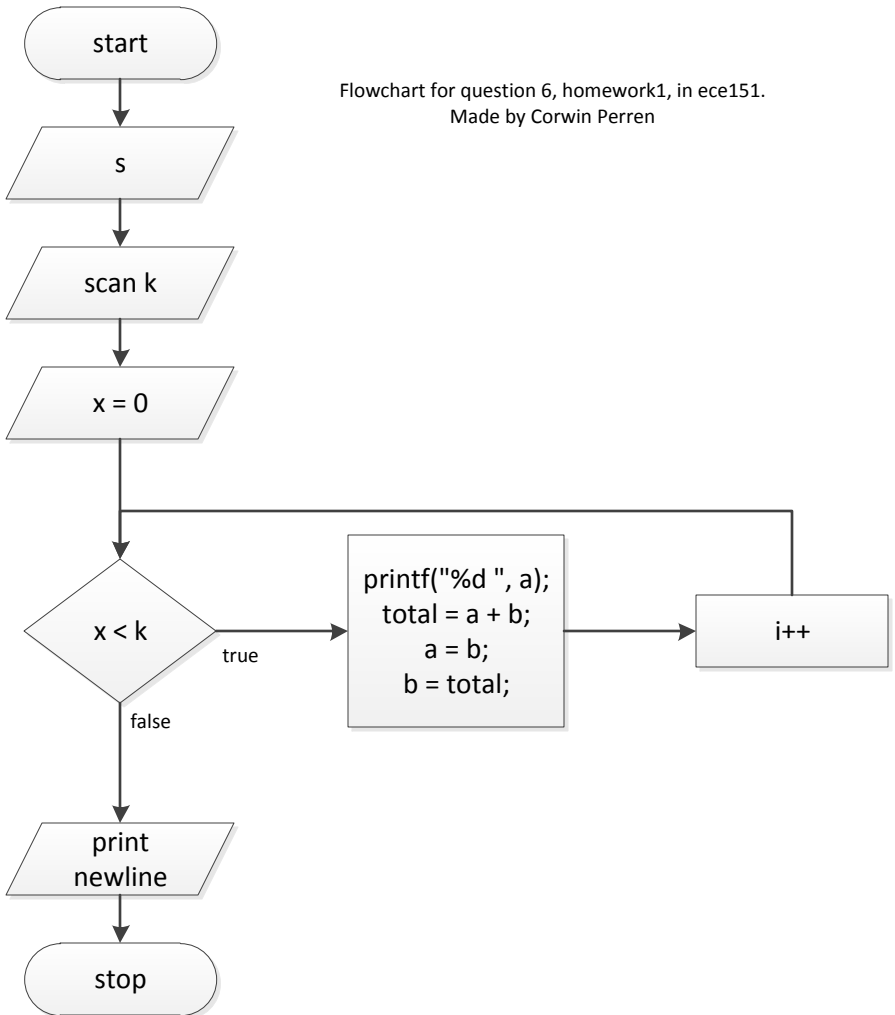 start
Flowchart for question 6, homework1, in ece151.
Made by Corwin Perren
s
scan k
x = 0
x < k
true
false
printf("%d ", a);
total = a + b;
a = b;
b = total;
i++
print
newline
stop